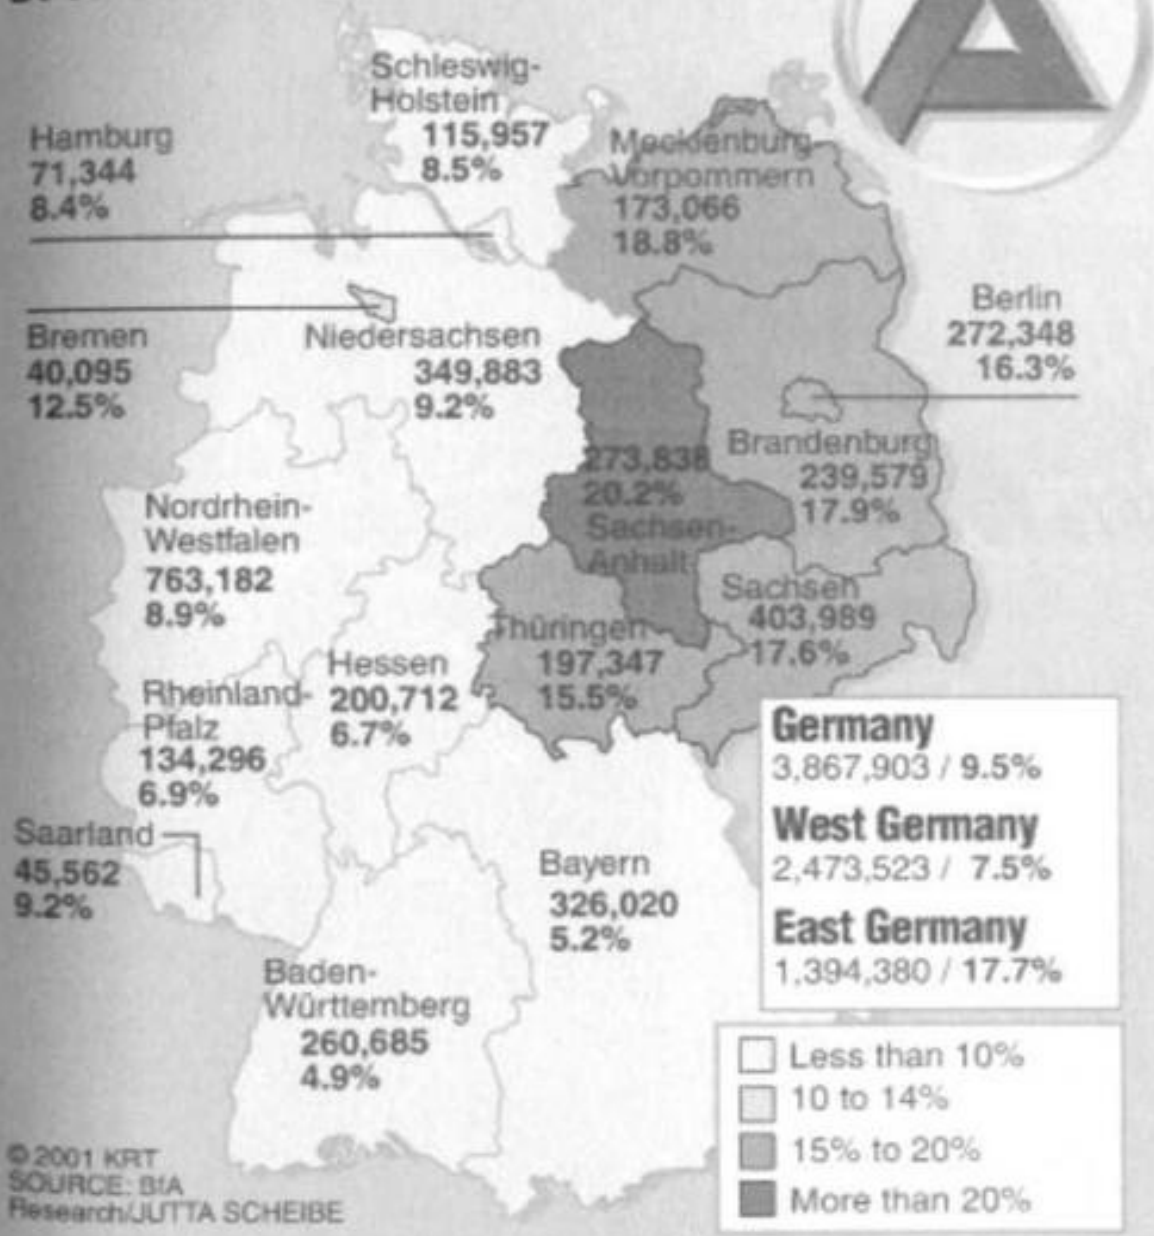 Schleswig-
Holstein
115,957
8.5%
Hamburg
71,344
8.4%
Mecklenburg-
Vorpommern
173,066
18.8%
Berlin
272,348
16.3%
Bremen
40,095
12.5%
Niedersachsen
349,883
9.2%
273,838
20.2%
Sachsen-
Anhalt
Brandenburg
239,579
17.9%
Nordrhein-
Westfalen
763,182
8.9%
Sachsen
403,989
17.6%
Thüringen
197,347
15.5%
Hessen
200,712
6.7%
Rheinland-
Pfalz
134,296
6.9%
Saarland
45,562
9.2%
Bayern
326,020
5.2%
Baden-
Württemberg
260,685
4.9%
Germany
3,867,903 / 9.5%
West Germany
2,473,523 / 7.5%
East Germany
1,394,380 / 17.7%
Less than 10%
10 to 14%
15% to 20%
More than 20%
© 2001 KRT
SOURCE: BfA
Research/JUTTA SCHEIBE